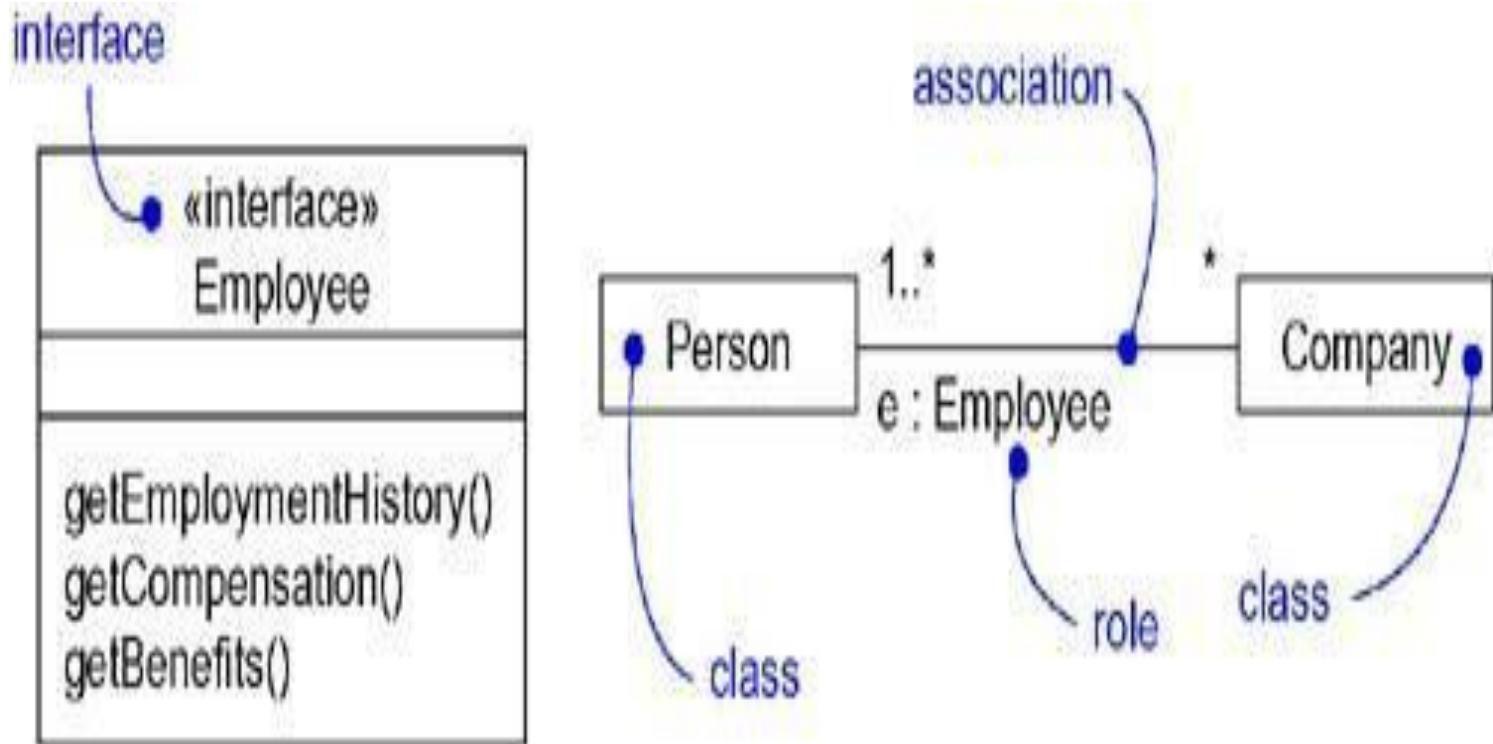 interface
«interface»
Employee
getEmploymentHistory()
getCompensation()
getBenefits()
association
1..*
*
Person
Company
e : Employee
class
role
class